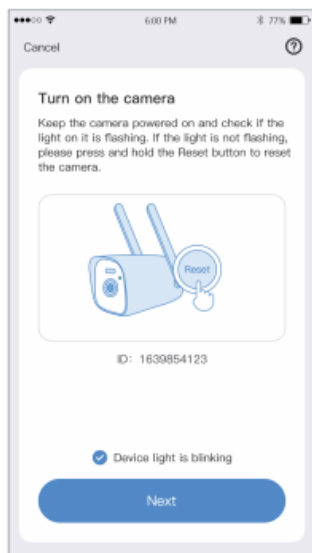 6:00 PM
77%
Cancel
?
Turn on the camera
Keep the camera powered on and check if the
light on it is flashing. If the light is not flashing,
please press and hold the Reset button to reset
the camera.
Reset
ID: 1639854123
Device light is blinking
Next